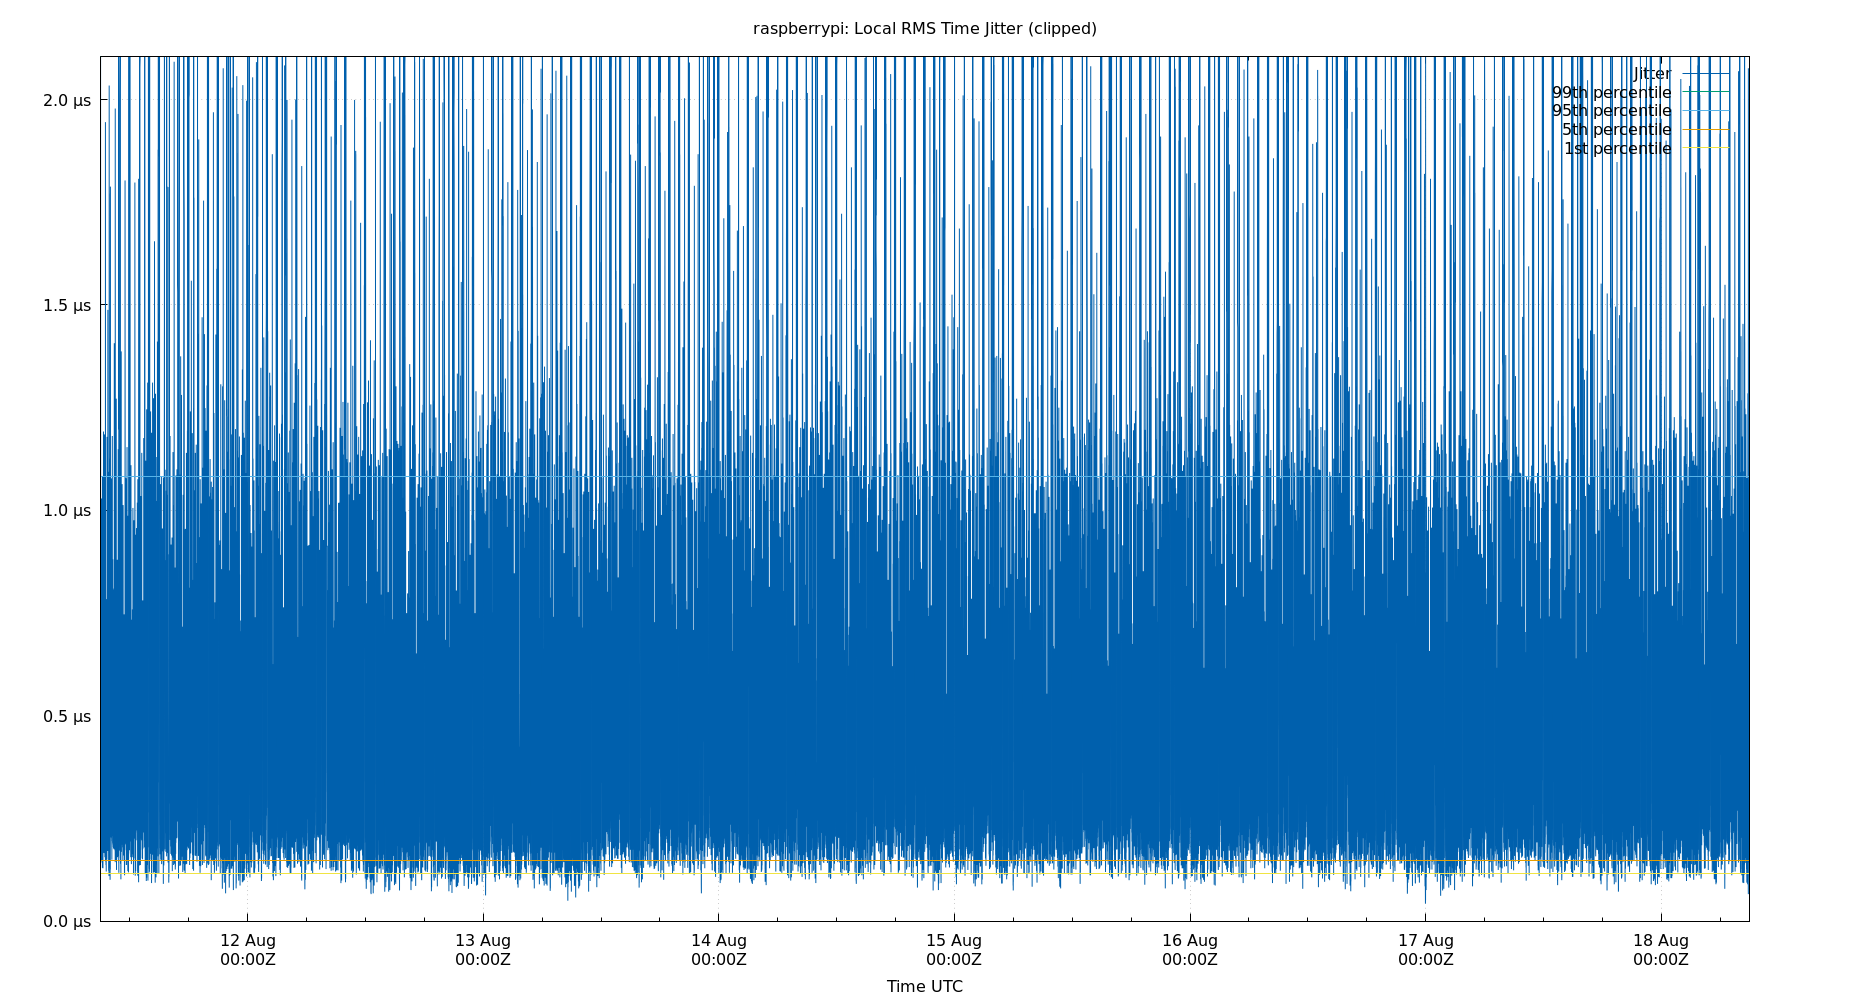 raspberrypi: Local RMS Time Jitter (clipped)
Jitter
99th percentile
95th percentile
5th percentile
1st percentile
2.0 µs
1.5 µs
1.0 µs
0.5 µs
0.0 µs
12 Aug 13 Aug 14 Aug 15 Aug 16 Aug 17 Aug 18 Aug
00:00Z 00:00Z 00:00Z 00:00Z 00:00Z 00:00Z 00:00Z
Time UTC